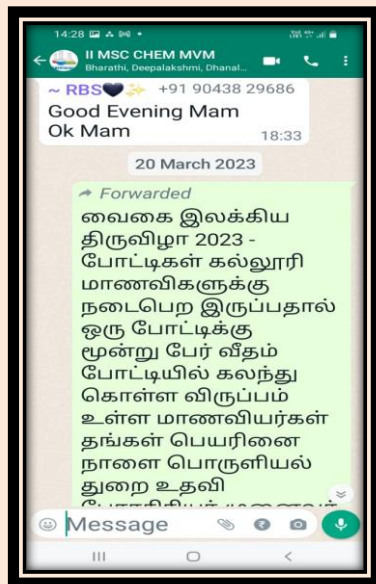 14:28
II MSC CHEM MVM
Bharathi, Deepalakshmi, Dhanal...
~ RBS🖤✨ +91 90438 29686
Good Evening Mam
Ok Mam
18:33
20 March 2023
Forwarded
வைகை இலக்கிய
திருவிழா 2023 -
போட்டிகள் கல்லூரி
மாணவிகளுக்கு
நடைபெற இருப்பதால்
ஒரு போட்டிக்கு
மூன்று பேர் வீதம்
போட்டியில் கலந்து
கொள்ள விருப்பம்
உள்ள மாணவியர்கள்
தங்கள் பெயரினை
நாளை பொருளியல்
துறை உதவி
Message